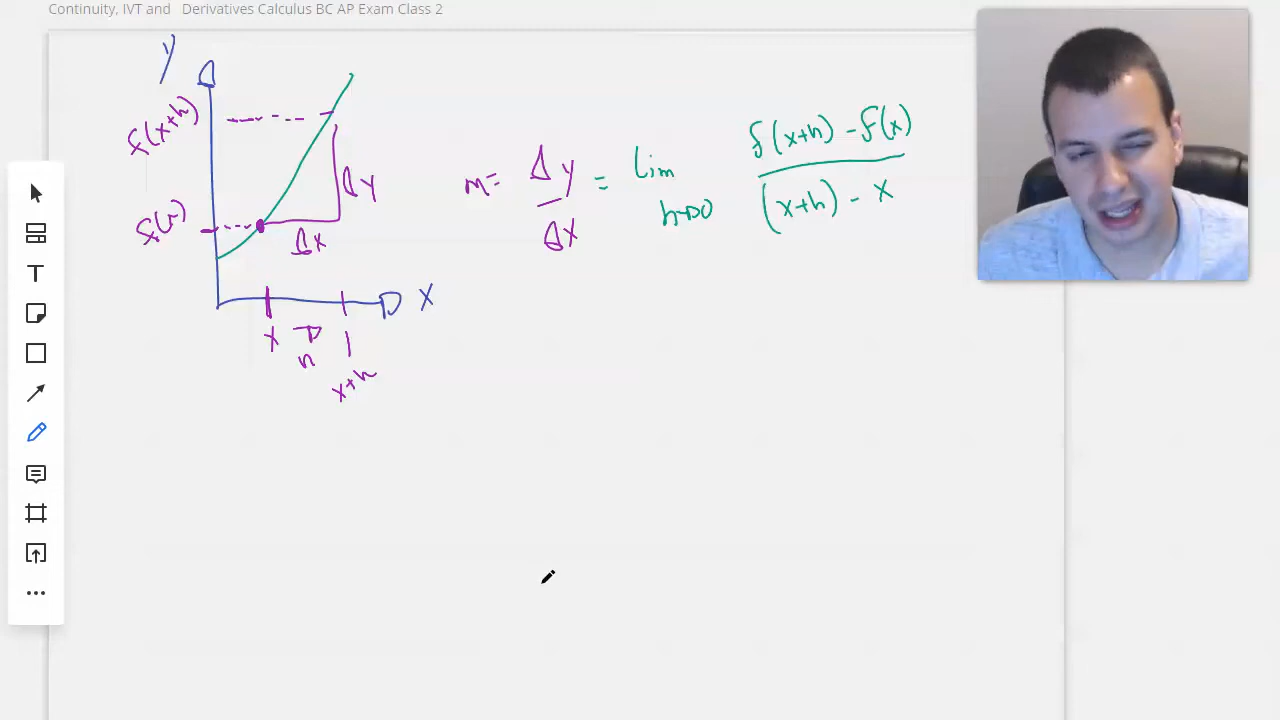 Continuity, IVT and Derivatives Calculus BC AP Exam Class 2
y
f(x+h)
f(x)
Δy
Δx
x
x
h
x+h
m = Δy/Δx = lim h→0 f(x+h) - f(x) / (x+h) - x
T